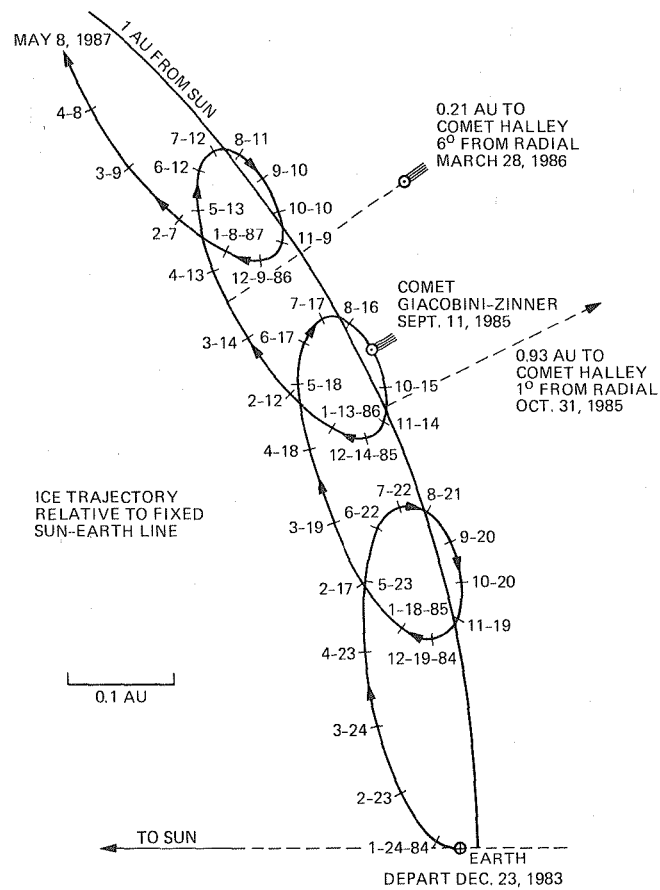 MAY 8, 1987
1 AU FROM SUN
4-8
7-12
8-11
3-9
6-12
9-10
0.21 AU TO
COMET HALLEY
6° FROM RADIAL
MARCH 28, 1986
5-13
10-10
2-7
1-8-87
11-9
4-13
12-9-86
COMET
GIACOBINI-ZINNER
SEPT. 11, 1985
7-17
8-16
3-14
6-17
0.93 AU TO
COMET HALLEY
1° FROM RADIAL
OCT. 31, 1985
5-18
10-15
2-12
1-13-86
11-14
4-18
12-14-85
ICE TRAJECTORY
RELATIVE TO FIXED
SUN-EARTH LINE
7-22
8-21
6-22
3-19
9-20
2-17
5-23
10-20
1-18-85
11-19
4-23
12-19-84
0.1 AU
3-24
2-23
TO SUN
1-24-84
EARTH
DEPART DEC. 23, 1983